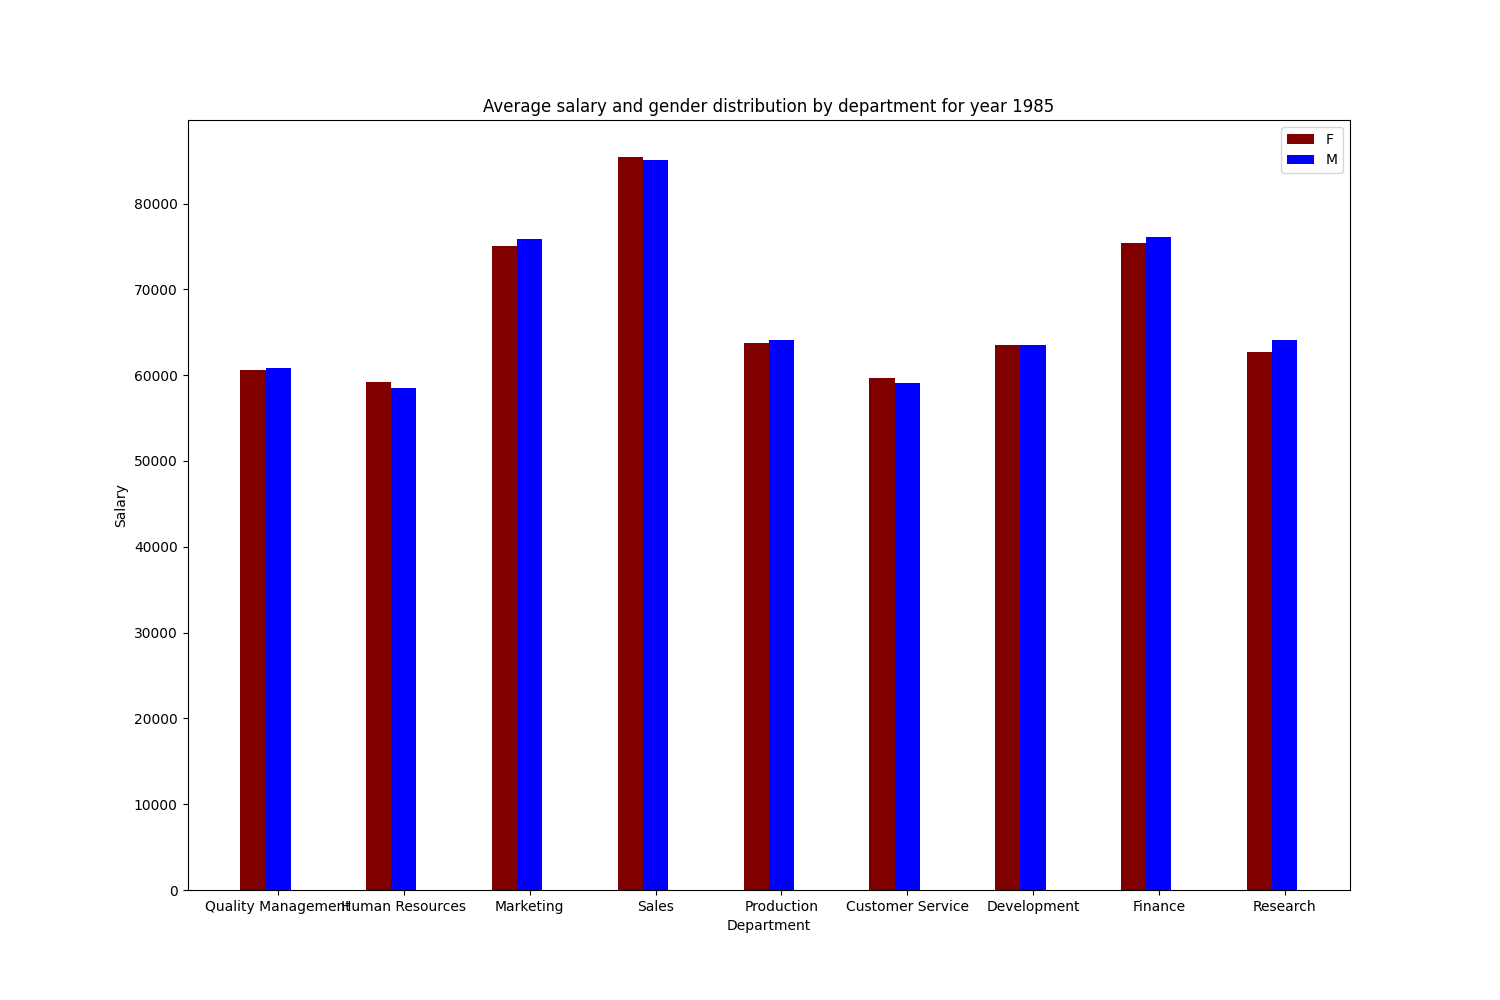 Average salary and gender distribution by department for year 1985
F
M
80000
70000
60000
50000
40000
30000
20000
10000
0
Salary
Quality Management Human Resources Marketing Sales Production Customer Service Development Finance Research
Department